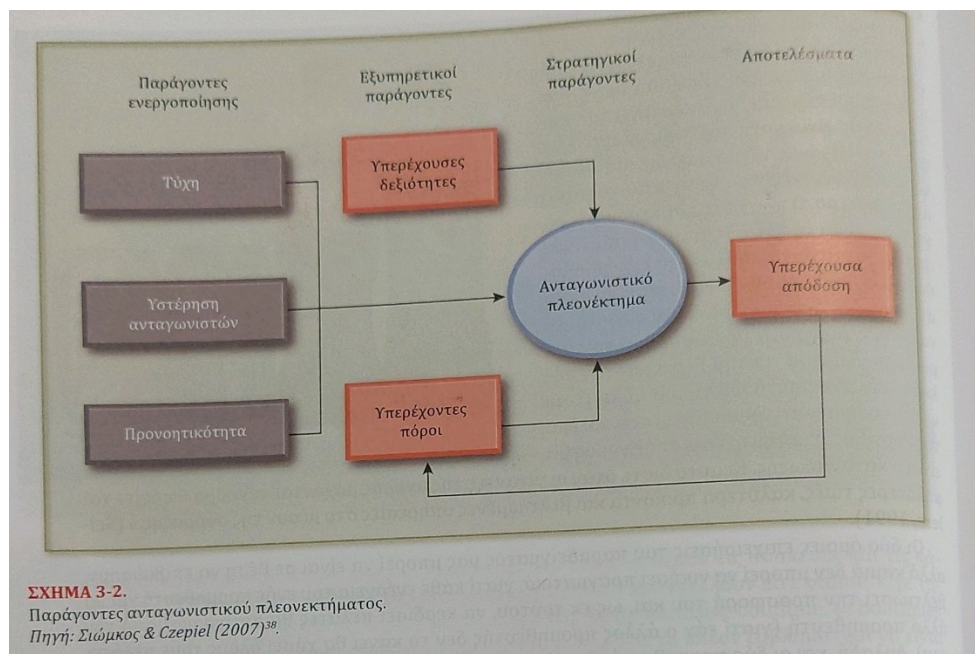 Παράγοντες
ενεργοποίησης
Εξυπηρετικοί
παράγοντες
Στρατηγικοί
παράγοντες
Αποτελέσματα
Τύχη
Υπερέχουσες
δεξιότητες
Υστέρηση
ανταγωνιστών
Ανταγωνιστικό
πλεονέκτημα
Υπερέχουσα
απόδοση
Προνοητικότητα
Υπερέχοντες
πόροι
ΣΧΗΜΑ 3-2.
Παράγοντες ανταγωνιστικού πλεονεκτήματος.
Πηγή: Σιώμκος & Czepiel (2007)³⁸.